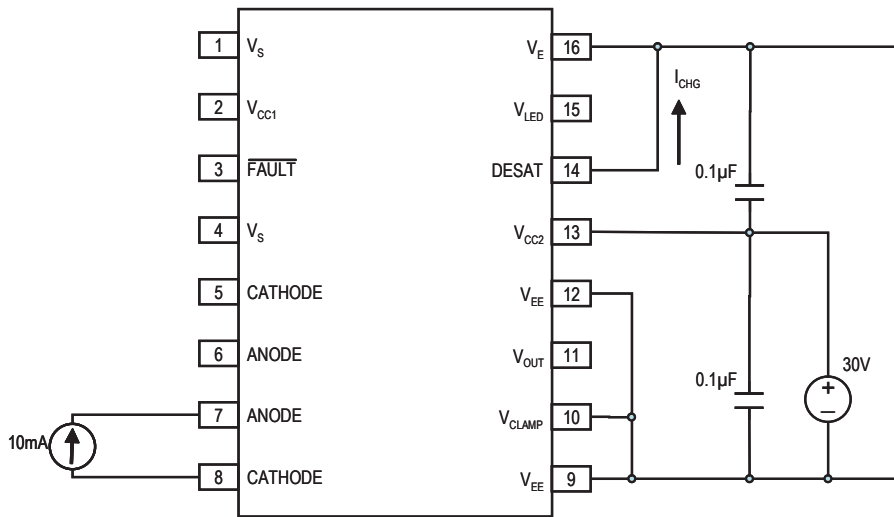 1 V_S
2 V_CC1
3 F̅A̅U̅L̅T̅
4 V_S
5 CATHODE
6 ANODE
7 ANODE
8 CATHODE
10mA
V_E 16
V_LED 15
DESAT 14
V_CC2 13
V_EE 12
V_OUT 11
V_CLAMP 10
V_EE 9
I_CHG
0.1µF
0.1µF
30V
+
−